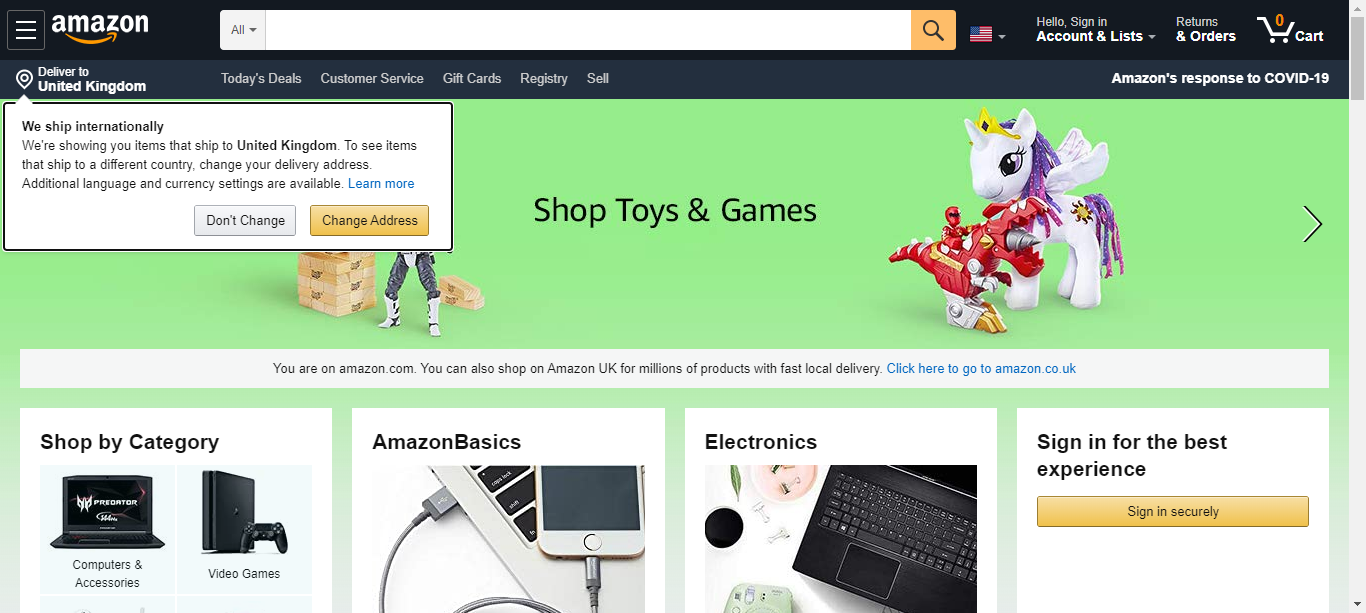 amazon
All
Hello, Sign in
Account & Lists
Returns
& Orders
0
Cart
Deliver to
United Kingdom
Today's Deals
Customer Service
Gift Cards
Registry
Sell
Amazon's response to COVID-19
We ship internationally
We're showing you items that ship to United Kingdom. To see items
that ship to a different country, change your delivery address.
Additional language and currency settings are available. Learn more
Don't Change
Change Address
Shop Toys & Games
You are on amazon.com. You can also shop on Amazon UK for millions of products with fast local delivery. Click here to go to amazon.co.uk
Shop by Category
PREDATOR
144Hz
Computers &
Accessories
Video Games
AmazonBasics
caps lock
shift
fn
Electronics
Sign in for the best
experience
Sign in securely